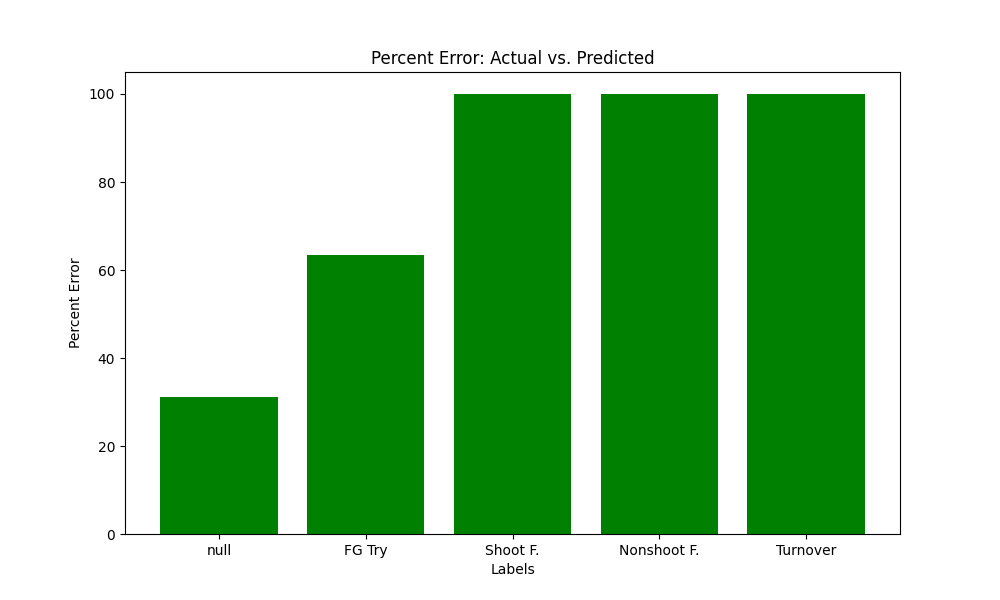 Percent Error: Actual vs. Predicted
Percent Error
100
80
60
40
20
0
null FG Try Shoot F. Nonshoot F. Turnover
Labels